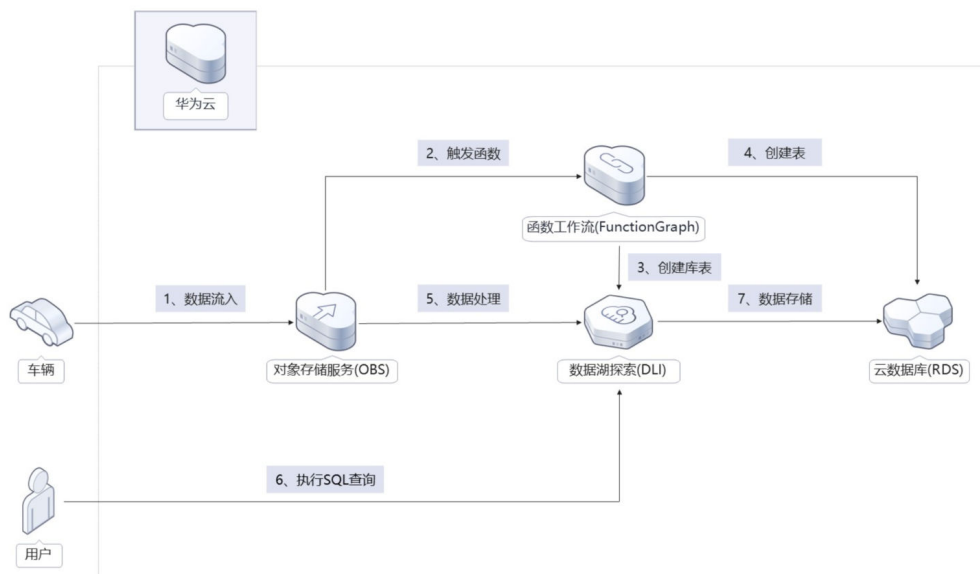 华为云
2、触发函数
4、创建表
函数工作流(FunctionGraph)
3、创建库表
1、数据流入
5、数据处理
7、数据存储
车辆
对象存储服务(OBS)
数据湖探索(DLI)
云数据库(RDS)
6、执行SQL查询
用户